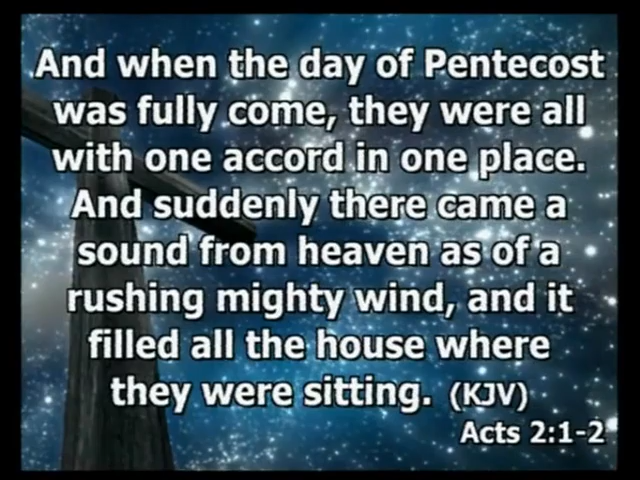 And when the day of Pentecost
was fully come, they were all
with one accord in one place.
And suddenly there came a
sound from heaven as of a
rushing mighty wind, and it
filled all the house where
they were sitting. (KJV)
Acts 2:1-2